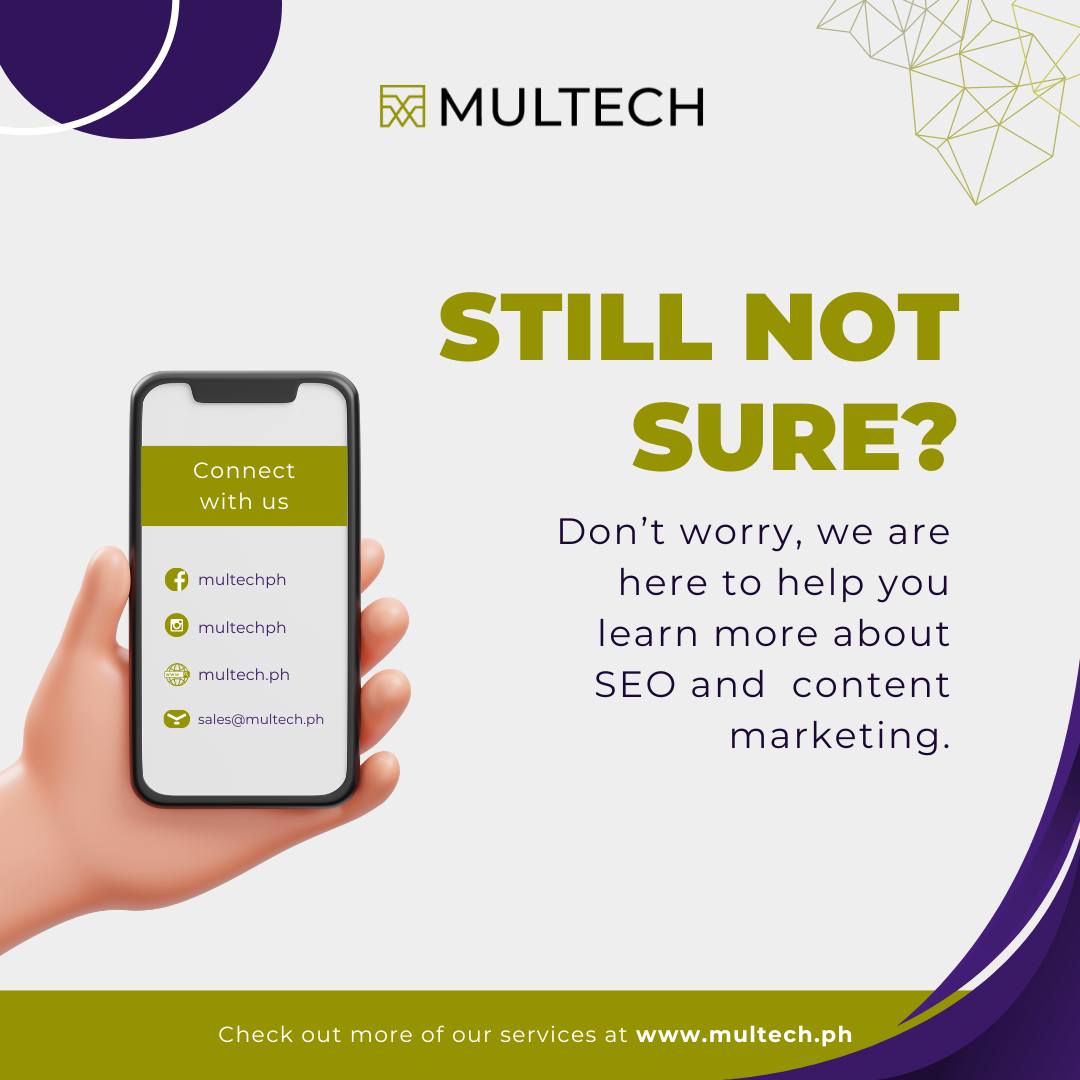 MULTECH
STILL NOT
SURE?
Don’t worry, we are
here to help you
learn more about
SEO and  content
marketing.
Connect
with us
multechph
multechph
www
multech.ph
sales@multech.ph
Check out more of our services at www.multech.ph